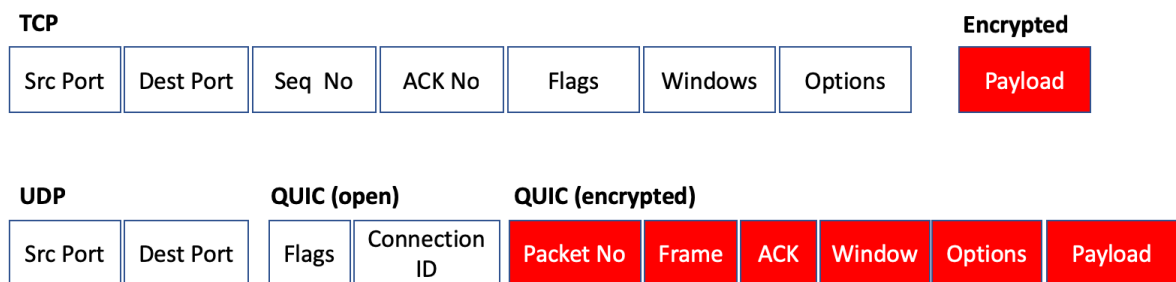 TCP Encrypted
Src Port Dest Port Seq No ACK No Flags Windows Options Payload
UDP QUIC (open) QUIC (encrypted)
Src Port Dest Port Flags Connection ID Packet No Frame ACK Window Options Payload